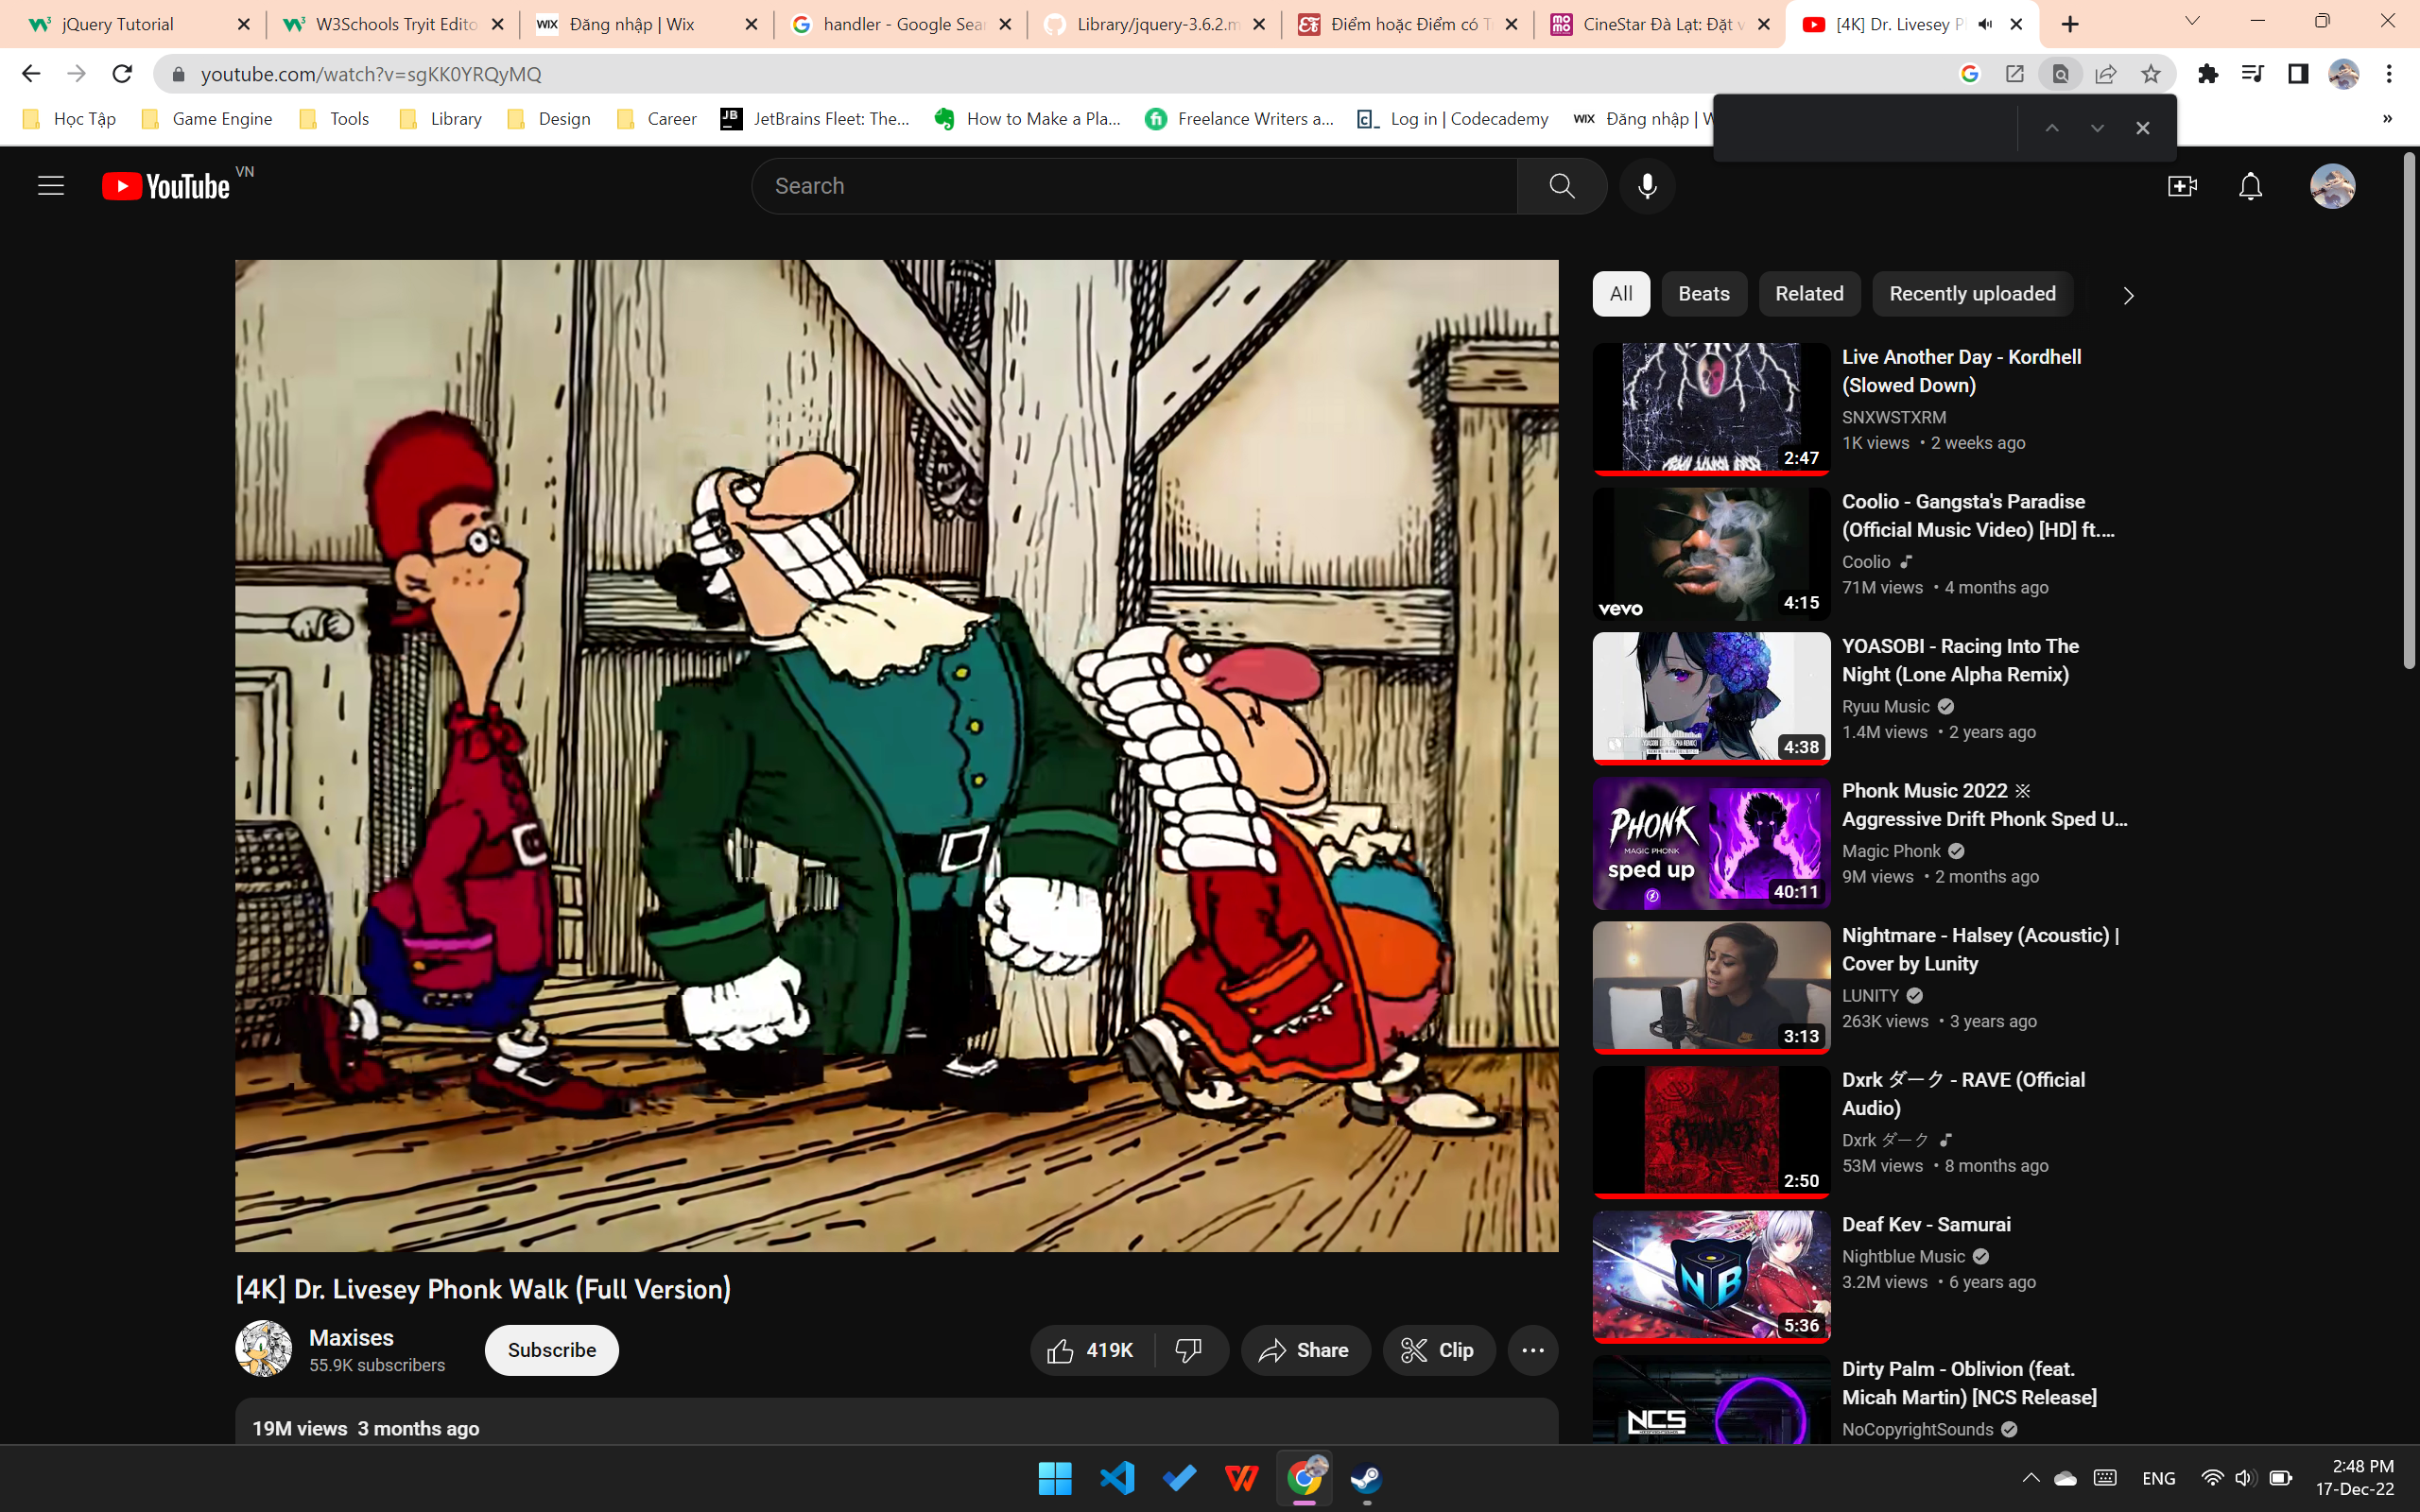 jQuery Tutorial
W3Schools Tryit Edito
WIX Đăng nhập | Wix
handler - Google Sear
Library/jquery-3.6.2.m
Điểm hoặc Điểm có T
CineStar Đà Lạt: Đặt v
[4K] Dr. Livesey P
youtube.com/watch?v=sgKK0YRQyMQ
Học Tập
Game Engine
Tools
Library
Design
Career
JetBrains Fleet: The...
How to Make a Pla...
Freelance Writers a...
Log in | Codecademy
WIX Đăng nhập | W
»
YouTube VN
Search
All
Beats
Related
Recently uploaded
Live Another Day - Kordhell
(Slowed Down)
SNXWSTXRM
1K views • 2 weeks ago
2:47
Coolio - Gangsta's Paradise
(Official Music Video) [HD] ft....
Coolio
71M views • 4 months ago
vevo
4:15
YOASOBI - Racing Into The
Night (Lone Alpha Remix)
Ryuu Music
1.4M views • 2 years ago
4:38
Phonk Music 2022 ※
Aggressive Drift Phonk Sped U...
Magic Phonk
9M views • 2 months ago
PHONK
MAGIC PHONK
sped up
40:11
Nightmare - Halsey (Acoustic) |
Cover by Lunity
LUNITY
263K views • 3 years ago
3:13
Dxrk ダーク - RAVE (Official
Audio)
Dxrk ダーク
53M views • 8 months ago
2:50
Deaf Kev - Samurai
Nightblue Music
3.2M views • 6 years ago
NB
5:36
Dirty Palm - Oblivion (feat.
Micah Martin) [NCS Release]
NoCopyrightSounds
NCS
[4K] Dr. Livesey Phonk Walk (Full Version)
Maxises
55.9K subscribers
Subscribe
419K
Share
Clip
19M views 3 months ago
ENG
2:48 PM
17-Dec-22